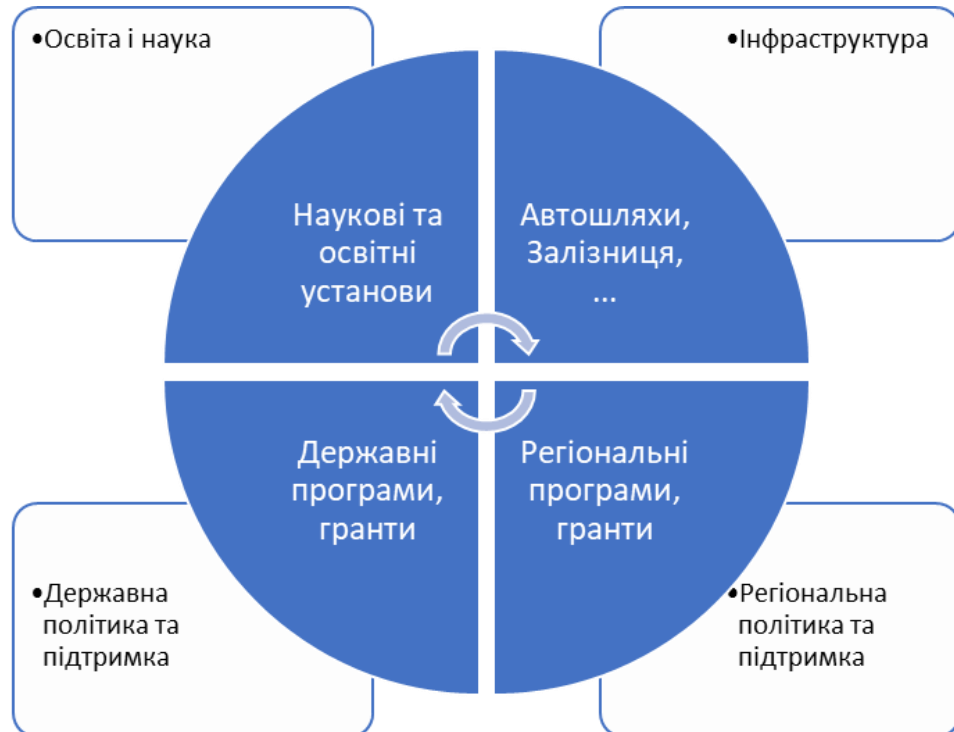 •Освіта і наука
•Інфраструктура
Наукові та
освітні
установи
Автошляхи,
Залізниця,
...
Державні
програми,
гранти
Регіональні
програми,
гранти
•Державна
політика та
підтримка
•Регіональна
політика та
підтримка